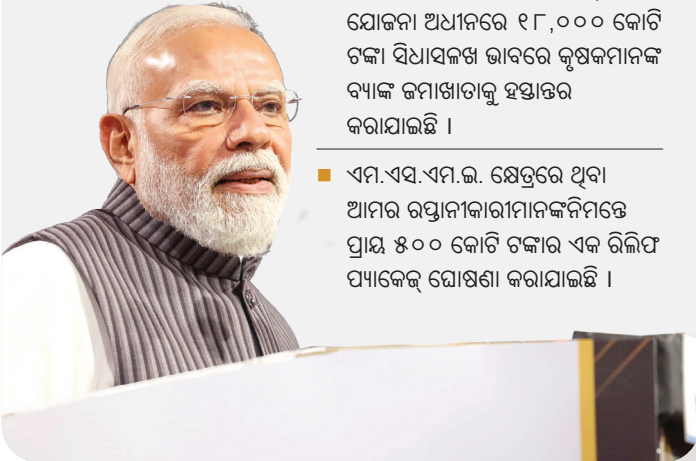 ଯୋଜନା ଅଧୀନରେ ୧୮,୦୦୦ କୋଟି
ଟଙ୍କା ସିଧାସଳଖ ଭାବରେ କୃଷକମାନଙ୍କ
ବ୍ୟାଙ୍କ ଜମାଖାତାକୁ ହସ୍ତାନ୍ତର
କରାଯାଇଛି ।
ଏମ.ଏସ.ଏମ.ଇ. କ୍ଷେତ୍ରରେ ଥିବା
ଆମର ରପ୍ତାନୀକାରୀମାନଙ୍କନିମନ୍ତେ
ପ୍ରାୟ ୫୦୦ କୋଟି ଟଙ୍କାର ଏକ ରିଲିଫ
ପ୍ୟାକେଜ୍ ଘୋଷଣା କରାଯାଇଛି ।